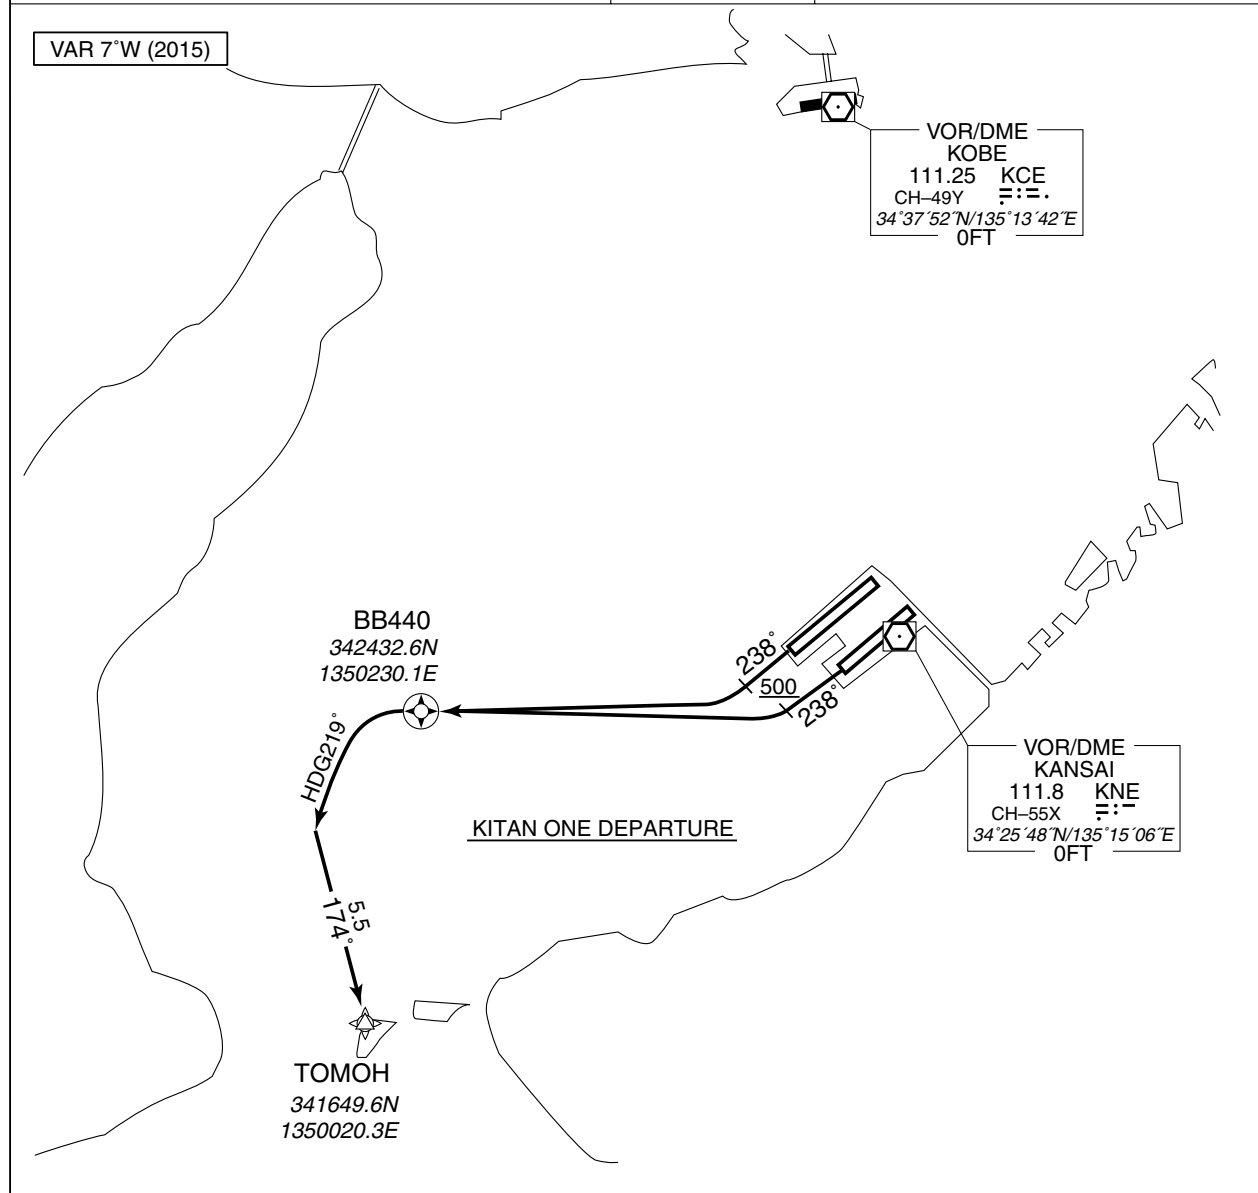 VAR 7°W (2015)
VOR/DME
KOBE
111.25 KCE
CH–49Y
34°37′52″N/135°13′42″E
0FT
BB440
342432.6N
1350230.1E
238°
500
238°
HDG219°
VOR/DME
KANSAI
111.8 KNE
CH–55X
34°25′48″N/135°15′06″E
0FT
KITAN ONE DEPARTURE
5.5
174°
TOMOH
341649.6N
1350020.3E